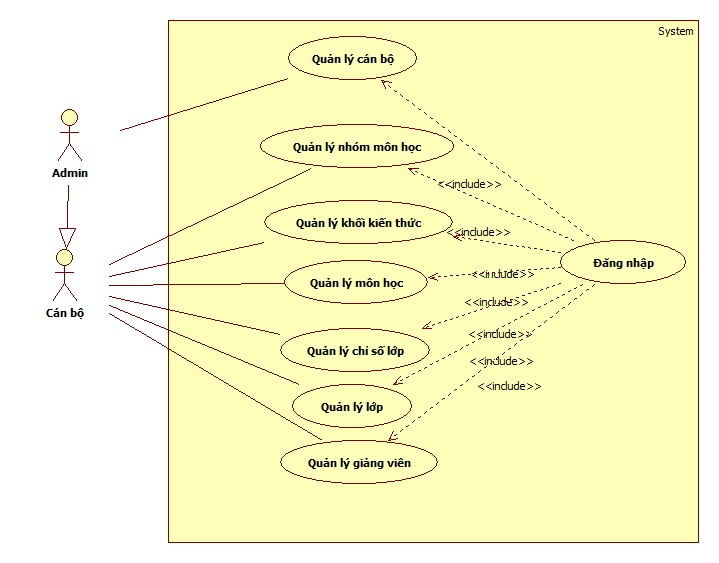 System
Quản lý cán bộ
Admin
Quản lý nhóm môn học
<<include>>
Quản lý khối kiến thức
<<include>>
Cán bộ
Đăng nhập
Quản lý môn học
<<include>>
<<include>>
<<include>>
Quản lý chỉ số lớp
<<include>>
<<include>>
Quản lý lớp
Quản lý giảng viên